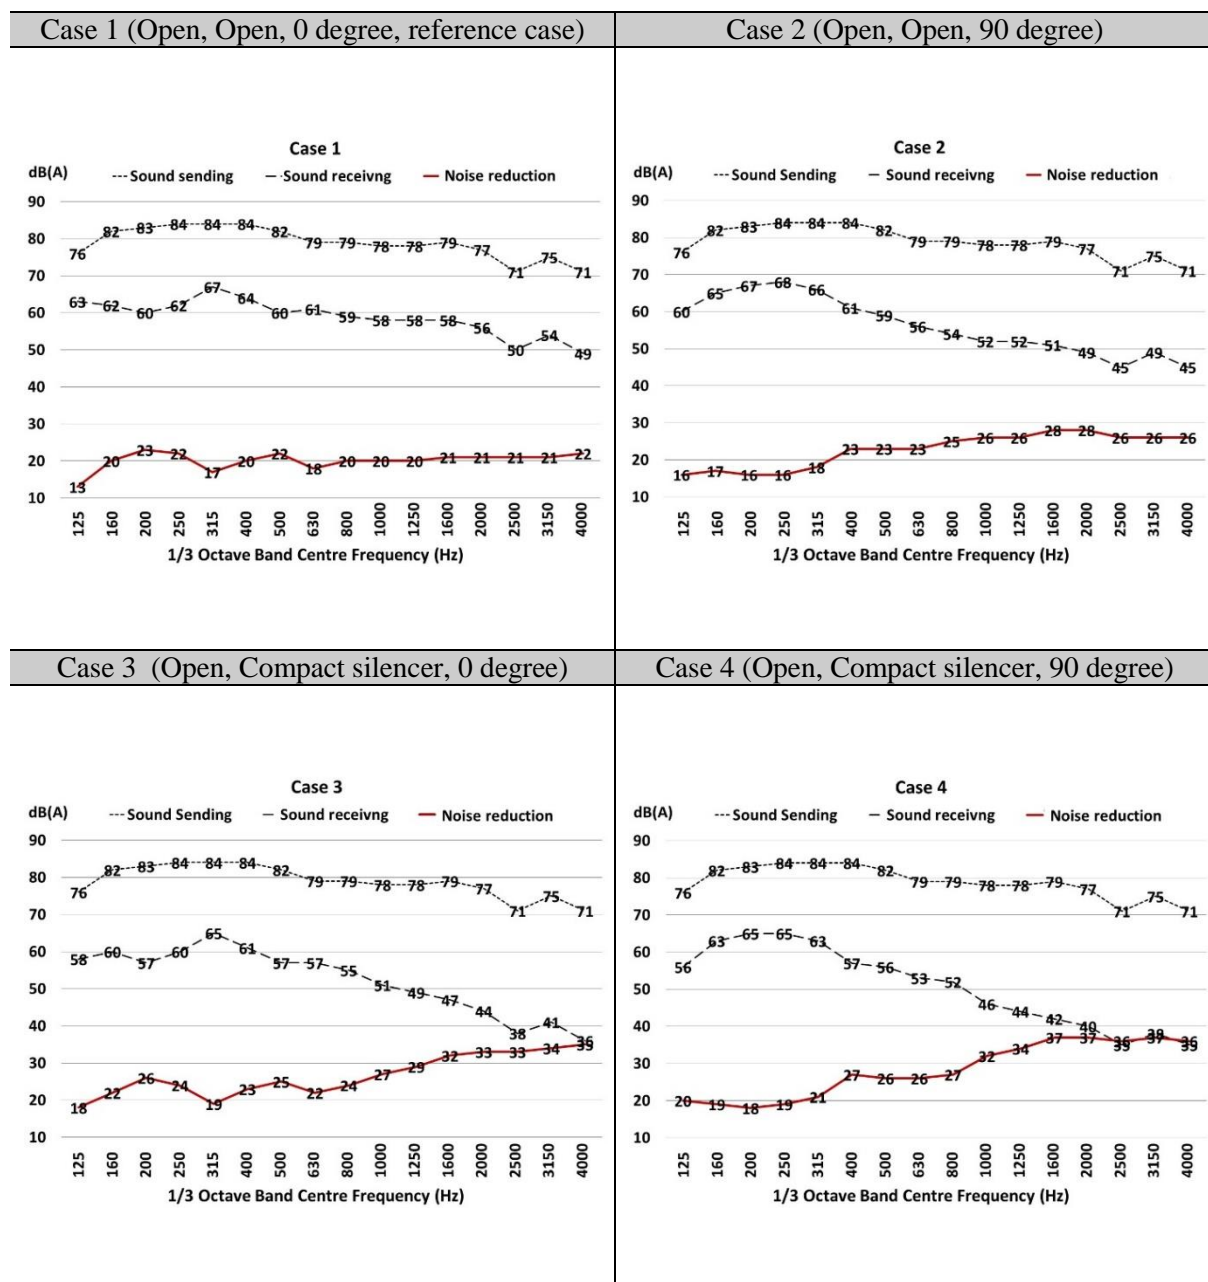 Case 1 (Open, Open, 0 degree, reference case)
Case 2 (Open, Open, 90 degree)
Case 1
dB(A)
Sound sending
Sound receivng
Noise reduction
90
80
70
60
50
40
30
20
10
76 82 83 84 84 84 82 79 79 78 78 79 77 71 75 71
63 62 60 62 67 64 60 61 59 58 58 58 56 50 54 49
13 20 23 22 17 20 22 18 20 20 20 21 21 21 21 22
125 160 200 250 315 400 500 630 800 1000 1250 1600 2000 2500 3150 4000
1/3 Octave Band Centre Frequency (Hz)
Case 2
dB(A)
Sound Sending
Sound receivng
Noise reduction
90
80
70
60
50
40
30
20
10
76 82 83 84 84 84 82 79 79 78 78 79 77 71 75 71
60 65 67 68 66 61 59 56 54 52 52 51 49 45 49 45
16 17 16 16 18 23 23 23 25 26 26 28 28 26 26 26
125 160 200 250 315 400 500 630 800 1000 1250 1600 2000 2500 3150 4000
1/3 Octave Band Centre Frequency (Hz)
Case 3 (Open, Compact silencer, 0 degree)
Case 4 (Open, Compact silencer, 90 degree)
Case 3
dB(A)
Sound Sending
Sound receivng
Noise reduction
90
80
70
60
50
40
30
20
10
76 82 83 84 84 84 82 79 79 78 78 79 77 71 75 71
58 60 57 60 65 61 57 57 55 51 49 47 44 38 41 36
18 22 26 24 19 23 25 22 24 27 29 32 33 33 34 35
125 160 200 250 315 400 500 630 800 1000 1250 1600 2000 2500 3150 4000
1/3 Octave Band Centre Frequency (Hz)
Case 4
dB(A)
Sound Sending
Sound receivng
Noise reduction
90
80
70
60
50
40
30
20
10
76 82 83 84 84 84 82 79 79 78 78 79 77 71 75 71
56 63 65 65 63 57 56 53 52 46 44 42 40
20 19 18 19 21 27 26 26 27 32 34 37 37
125 160 200 250 315 400 500 630 800 1000 1250 1600 2000 2500 3150 4000
1/3 Octave Band Centre Frequency (Hz)